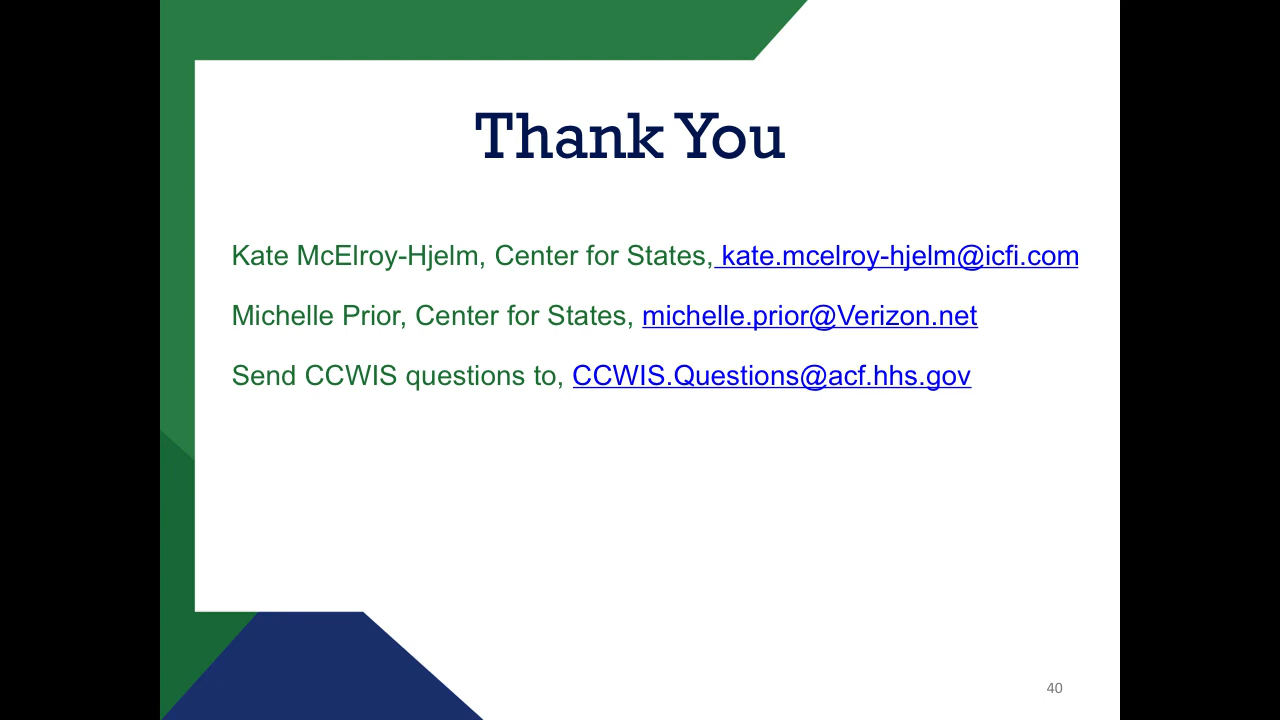 Thank You
Kate McElroy-Hjelm, Center for States, kate.mcelroy-hjelm@icfi.com
Michelle Prior, Center for States, michelle.prior@Verizon.net
Send CCWIS questions to, CCWIS.Questions@acf.hhs.gov
40